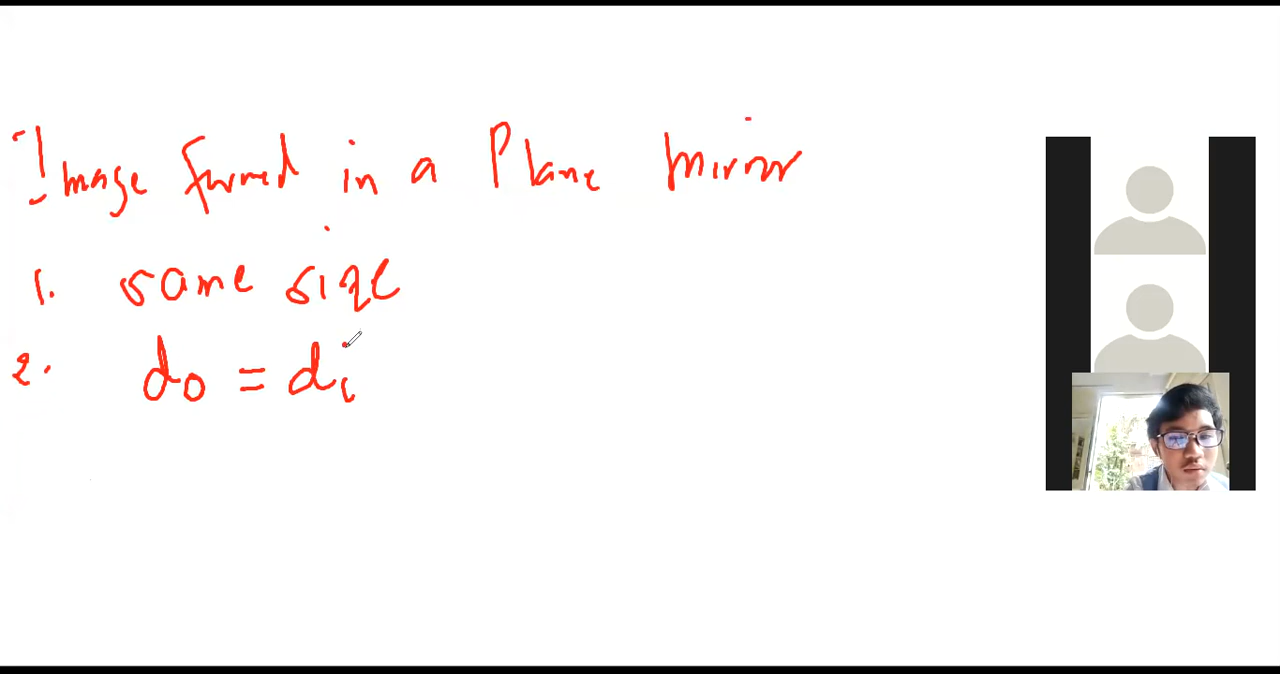 Image formed in a Plane mirror
1. same size
2. do = di